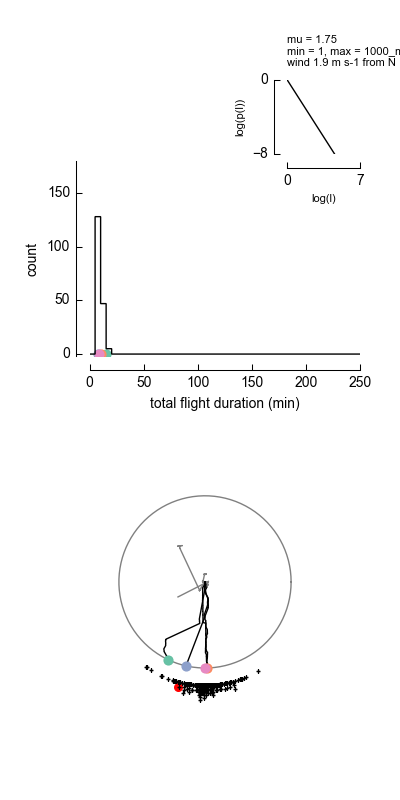 mu = 1.75
min = 1, max = 1000_m
wind 1.9 m s-1 from N
0
log(p(l))
−8
0
7
log(l)
150
100
50
0
count
0
50
100
150
200
250
total flight duration (min)